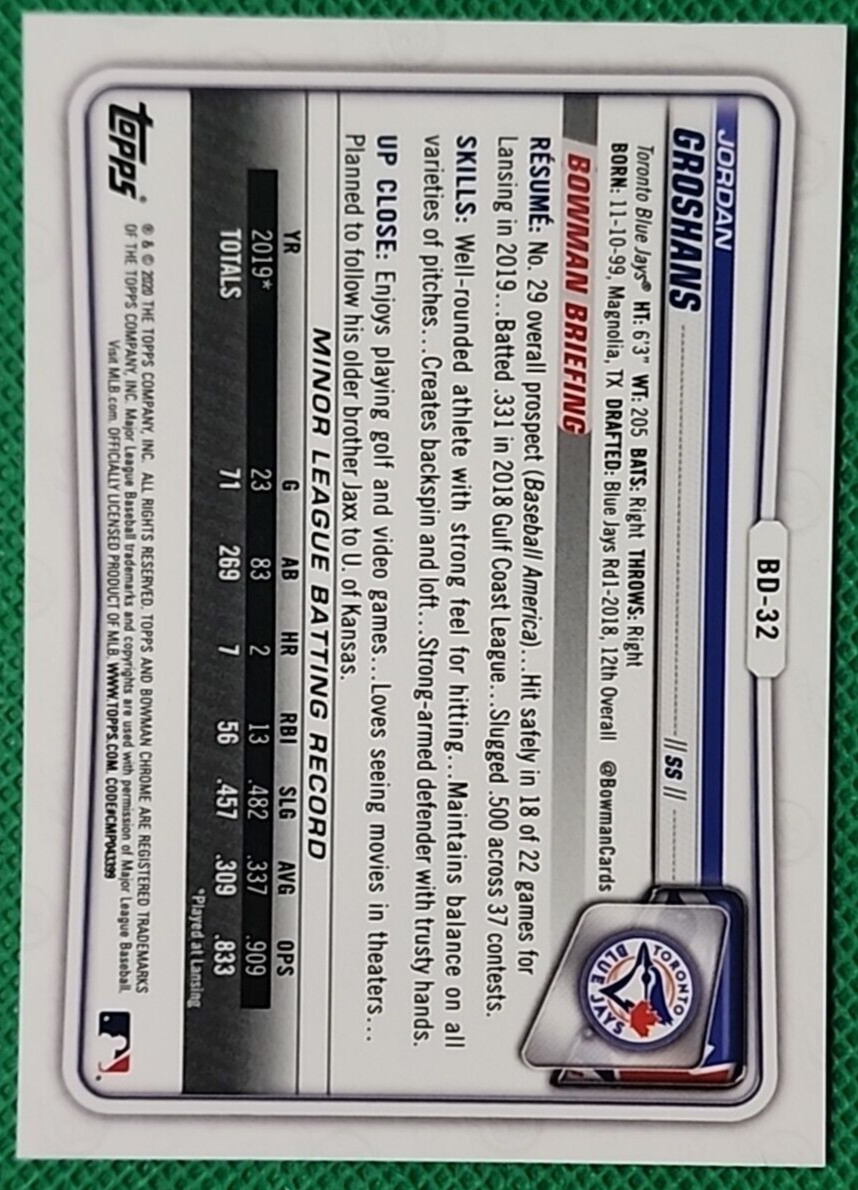 BD-32
JORDAN
GROSHANS
// SS //
Toronto Blue Jays® HT: 6'3" WT: 205 BATS: Right THROWS: Right
BORN: 11-10-99, Magnolia, TX DRAFTED: Blue Jays Rd1-2018, 12th Overall @BowmanCards
TORONTO
BLUE JAYS
BOWMAN BRIEFING
RÉSUMÉ: No. 29 overall prospect (Baseball America)...Hit safely in 18 of 22 games for
Lansing in 2019...Batted .331 in 2018 Gulf Coast League...Slugged .500 across 37 contests.
SKILLS: Well-rounded athlete with strong feel for hitting...Maintains balance on all
varieties of pitches...Creates backspin and loft...Strong-armed defender with trusty hands.
UP CLOSE: Enjoys playing golf and video games...Loves seeing movies in theaters...
Planned to follow his older brother Jaxx to U. of Kansas.
MINOR LEAGUE BATTING RECORD
YR G AB HR RBI SLG AVG OPS
2019* 23 83 2 13 .482 .337 .909
TOTALS 71 269 7 56 .457 .309 .833
*Played at Lansing
topps®
® & © 2020 THE TOPPS COMPANY, INC. ALL RIGHTS RESERVED. TOPPS AND BOWMAN CHROME ARE REGISTERED TRADEMARKS
OF THE TOPPS COMPANY, INC. Major League Baseball trademarks and copyrights are used with permission of Major League Baseball.
Visit MLB.com. OFFICIALLY LICENSED PRODUCT OF MLB. WWW.TOPPS.COM. CODE#CMP043399